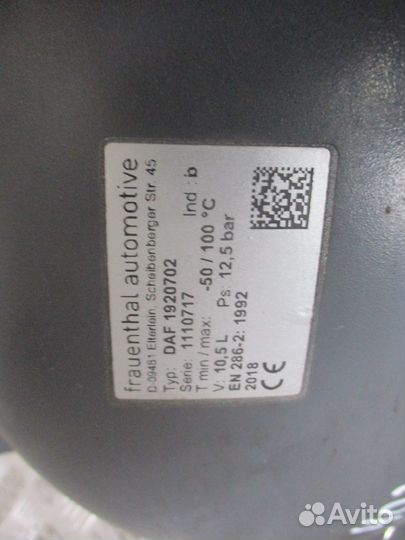 frauenthal automotive
D 09481 Elterlein, Scheibenberger Str. 45
Typ: DAF 1920702
Serie: 1110717 Ind : b
T min / max: -50 / 100 °C
V: 10,5 L Ps: 12,5 bar
EN 286-2: 1992
2018
CE
Avito